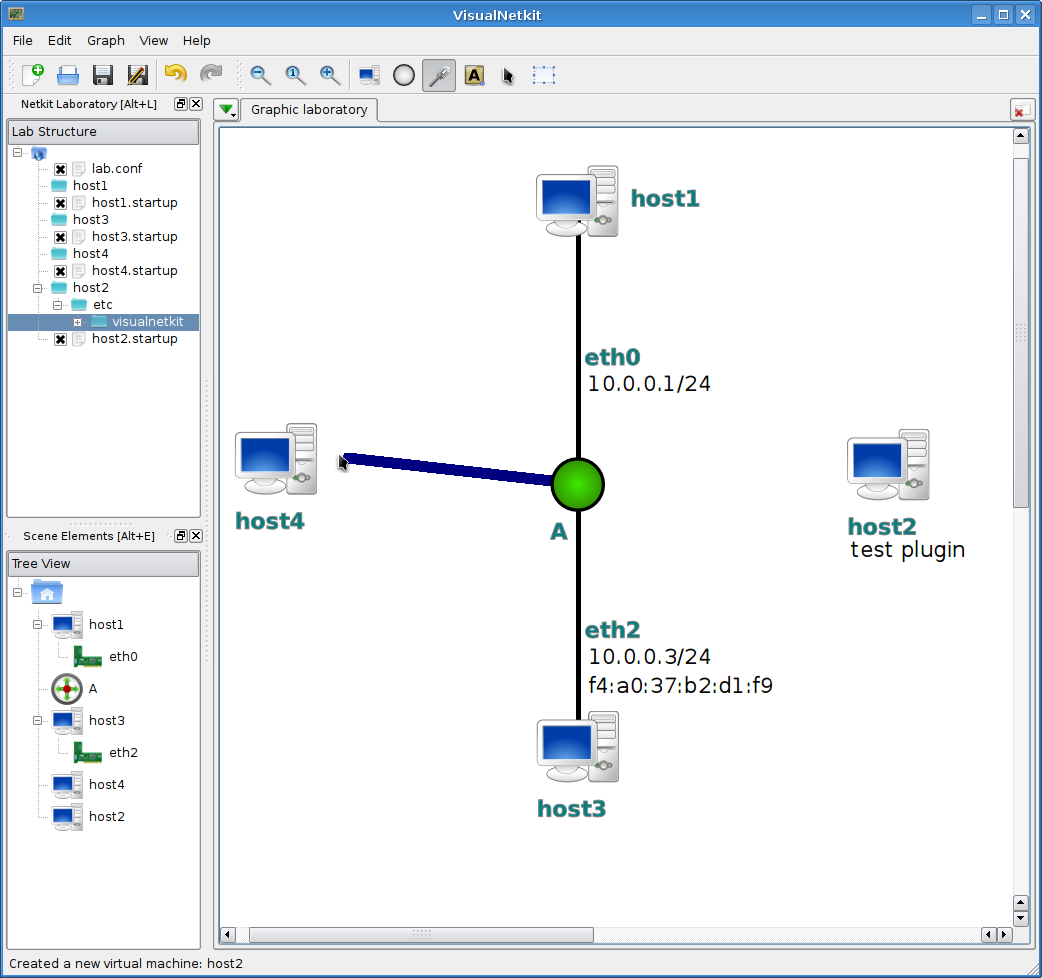 VisualNetkit
File Edit Graph View Help
Netkit Laboratory [Alt+L]
Lab Structure
lab.conf
host1
host1.startup
host3
host3.startup
host4
host4.startup
host2
etc
visualnetkit
host2.startup
Scene Elements [Alt+E]
Tree View
host1
eth0
A
host3
eth2
host4
host2
1
A
Graphic laboratory
host1
eth0
10.0.0.1/24
host4
A
host2
test plugin
eth2
10.0.0.3/24
f4:a0:37:b2:d1:f9
host3
Created a new virtual machine: host2